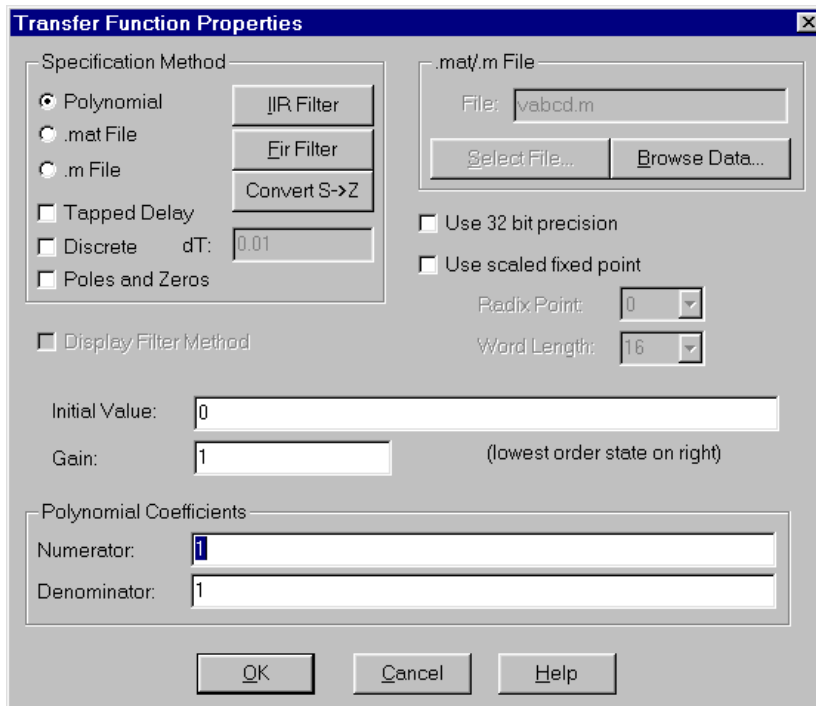 Transfer Function Properties
Specification Method
Polynomial
.mat File
.m File
IIR Filter
Fir Filter
Convert S->Z
Tapped Delay
Discrete dT: 0.01
Poles and Zeros
Display Filter Method
.mat/.m File
File: vabcd.m
Select File... Browse Data...
Use 32 bit precision
Use scaled fixed point
Radix Point: 0
Word Length: 16
Initial Value: 0
Gain: 1 (lowest order state on right)
Polynomial Coefficients
Numerator: 1
Denominator: 1
OK Cancel Help